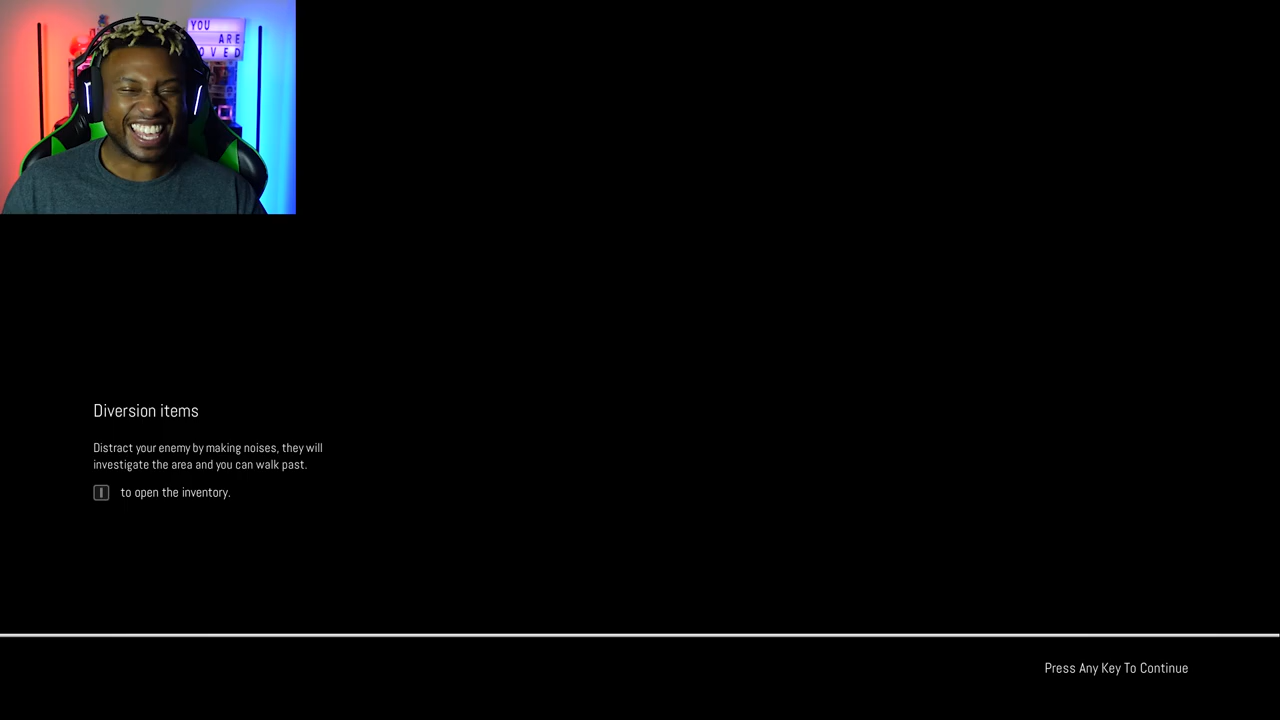 YOU
ARE
OVED
Diversion items
Distract your enemy by making noises, they will
investigate the area and you can walk past.
I to open the inventory.
Press Any Key To Continue